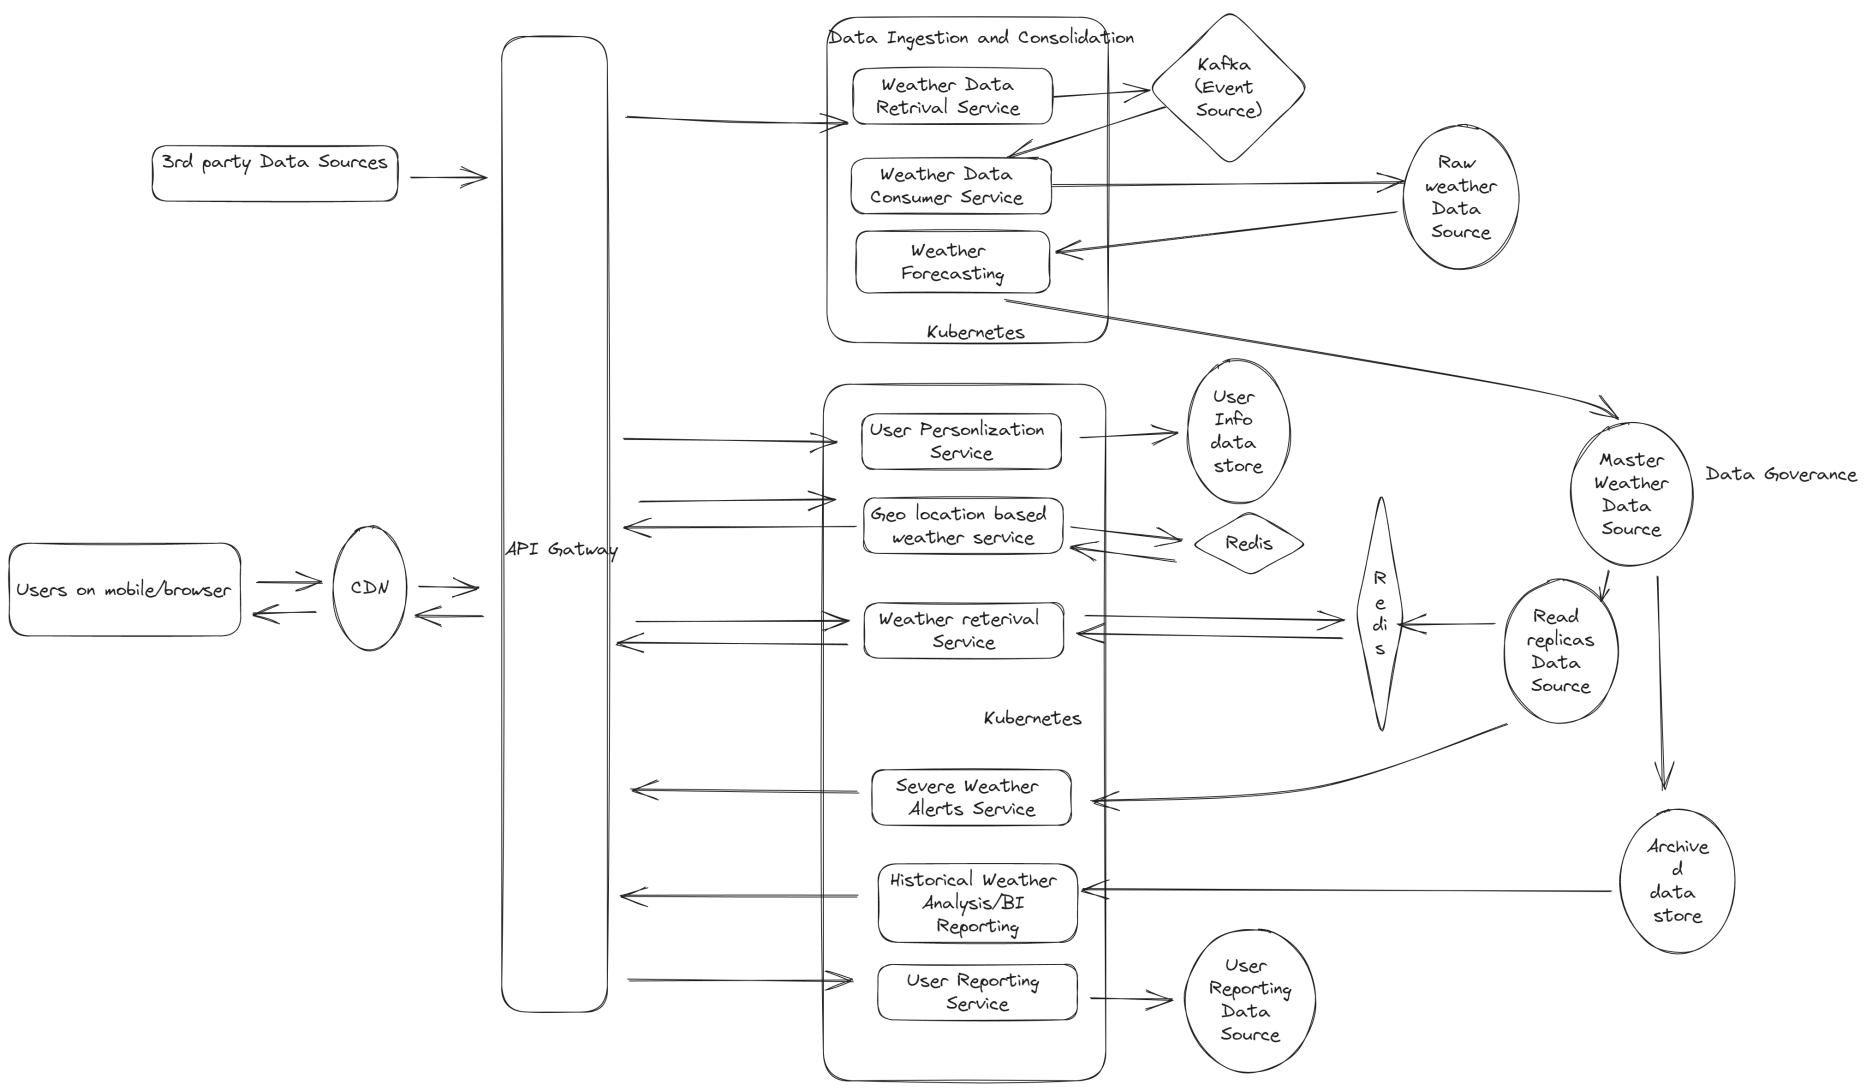 Data Ingestion and Consolidation
Weather Data
Retrival Service
Kafka
(Event
Source)
3rd party Data Sources
Weather Data
Consumer Service
Raw
weather
Data
Source
Weather
Forecasting
Kubernetes
User Personlization
Service
User
Info
data
store
Master
Weather
Data
Source
Data Goverance
Geo location based
weather service
Redis
API Gatway
Users on mobile/browser
CDN
Weather reterival
Service
R
e
di
s
Read
replicas
Data
Source
Kubernetes
Severe Weather
Alerts Service
Historical Weather
Analysis/BI
Reporting
Archive
d
data
store
User Reporting
Service
User
Reporting
Data
Source